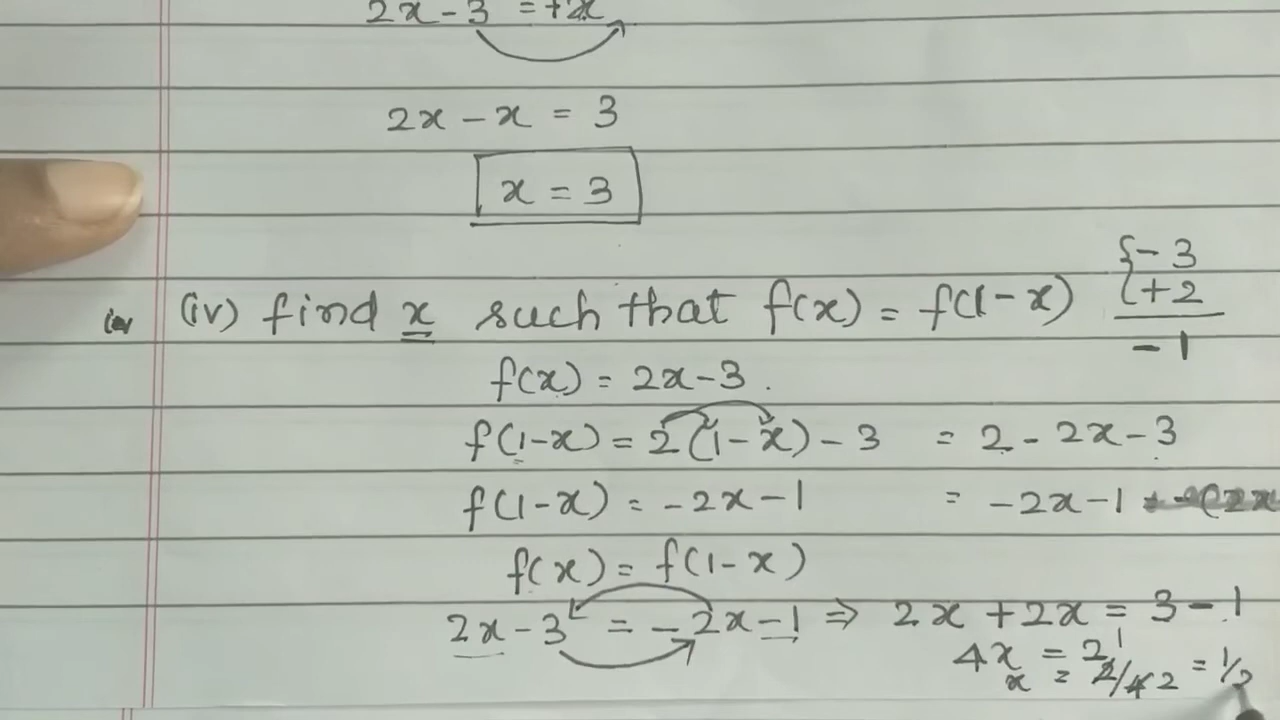 2x - 3 = +x
2x - x = 3
x = 3
(iv) find x such that f(x) = f(1-x)
- 3
+ 2
- 1
f(x) = 2x - 3.
f(1-x) = 2(1-x) - 3 = 2 - 2x - 3
f(1-x) = -2x - 1 = -2x - 1
f(x) = f(1-x)
2x - 3 = -2x - 1 ⇒ 2x + 2x = 3 - 1
4x = 2
x = 2/4 2 = 1/2